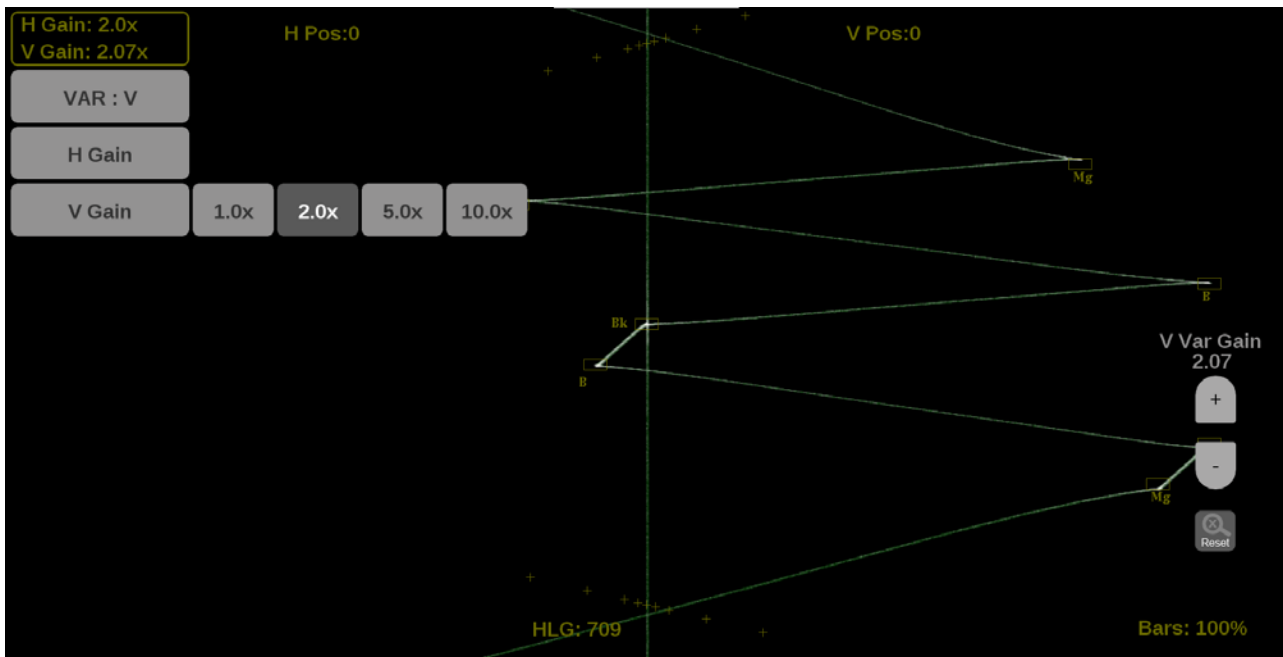 H Gain: 2.0x
V Gain: 2.07x
H Pos:0
V Pos:0
VAR : V
H Gain
V Gain
1.0x
2.0x
5.0x
10.0x
Mg
B
Bk
B
V Var Gain
2.07
+
-
Mg
Reset
HLG: 709
Bars: 100%